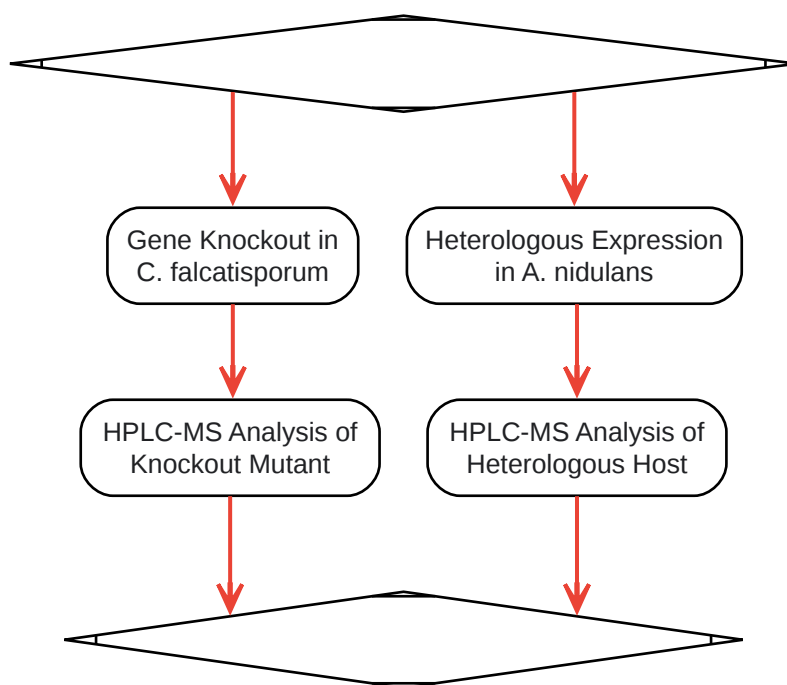 Gene Knockout in
C. falcatisporum
Heterologous Expression
in A. nidulans
HPLC-MS Analysis of
Knockout Mutant
HPLC-MS Analysis of
Heterologous Host